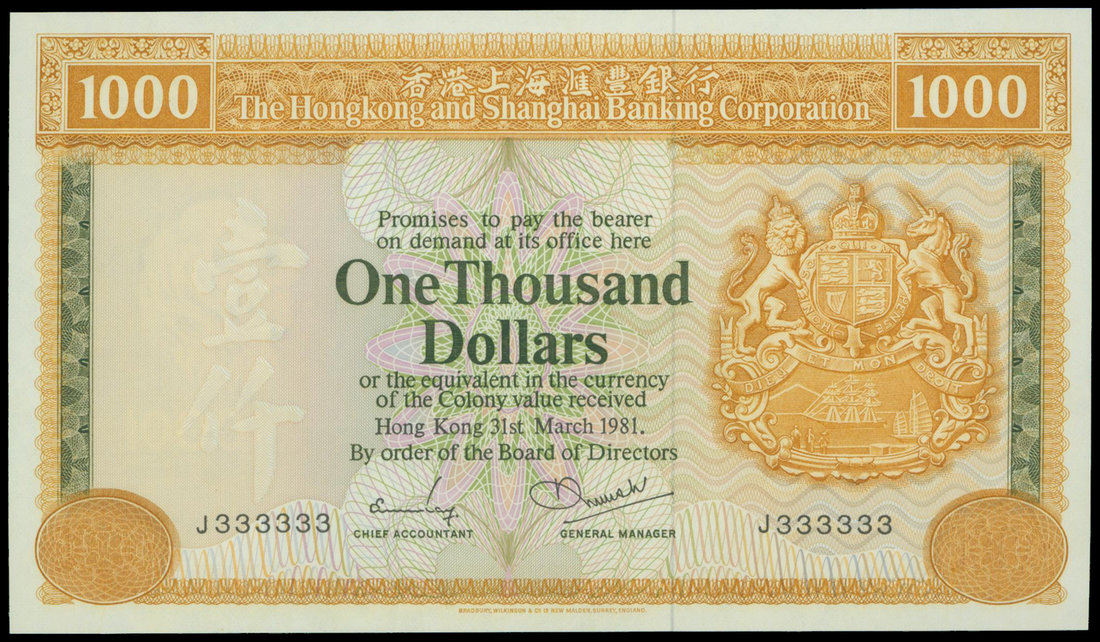 1000
香港上海滙豐銀行
1000
The Hongkong and Shanghai Banking Corporation
壹仟
Promises to pay the bearer
on demand at its office here
One Thousand
Dollars
or the equivalent in the currency
of the Colony value received
Hong Kong 31st March 1981.
By order of the Board of Directors
DIEU ET MON DROIT
J333333
J333333
CHIEF ACCOUNTANT
GENERAL MANAGER
BRADBURY, WILKINSON & Co LD NEW MALDEN, SURREY, ENGLAND.